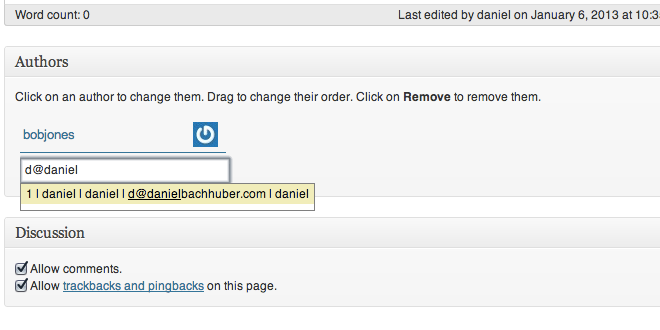 Word count: 0 Last edited by daniel on January 6, 2013 at 10:3
Authors
Click on an author to change them. Drag to change their order. Click on Remove to remove them.
bobjones
d@daniel
1 | daniel | daniel | d@danielbachhuber.com | daniel
Discussion
Allow comments.
Allow trackbacks and pingbacks on this page.